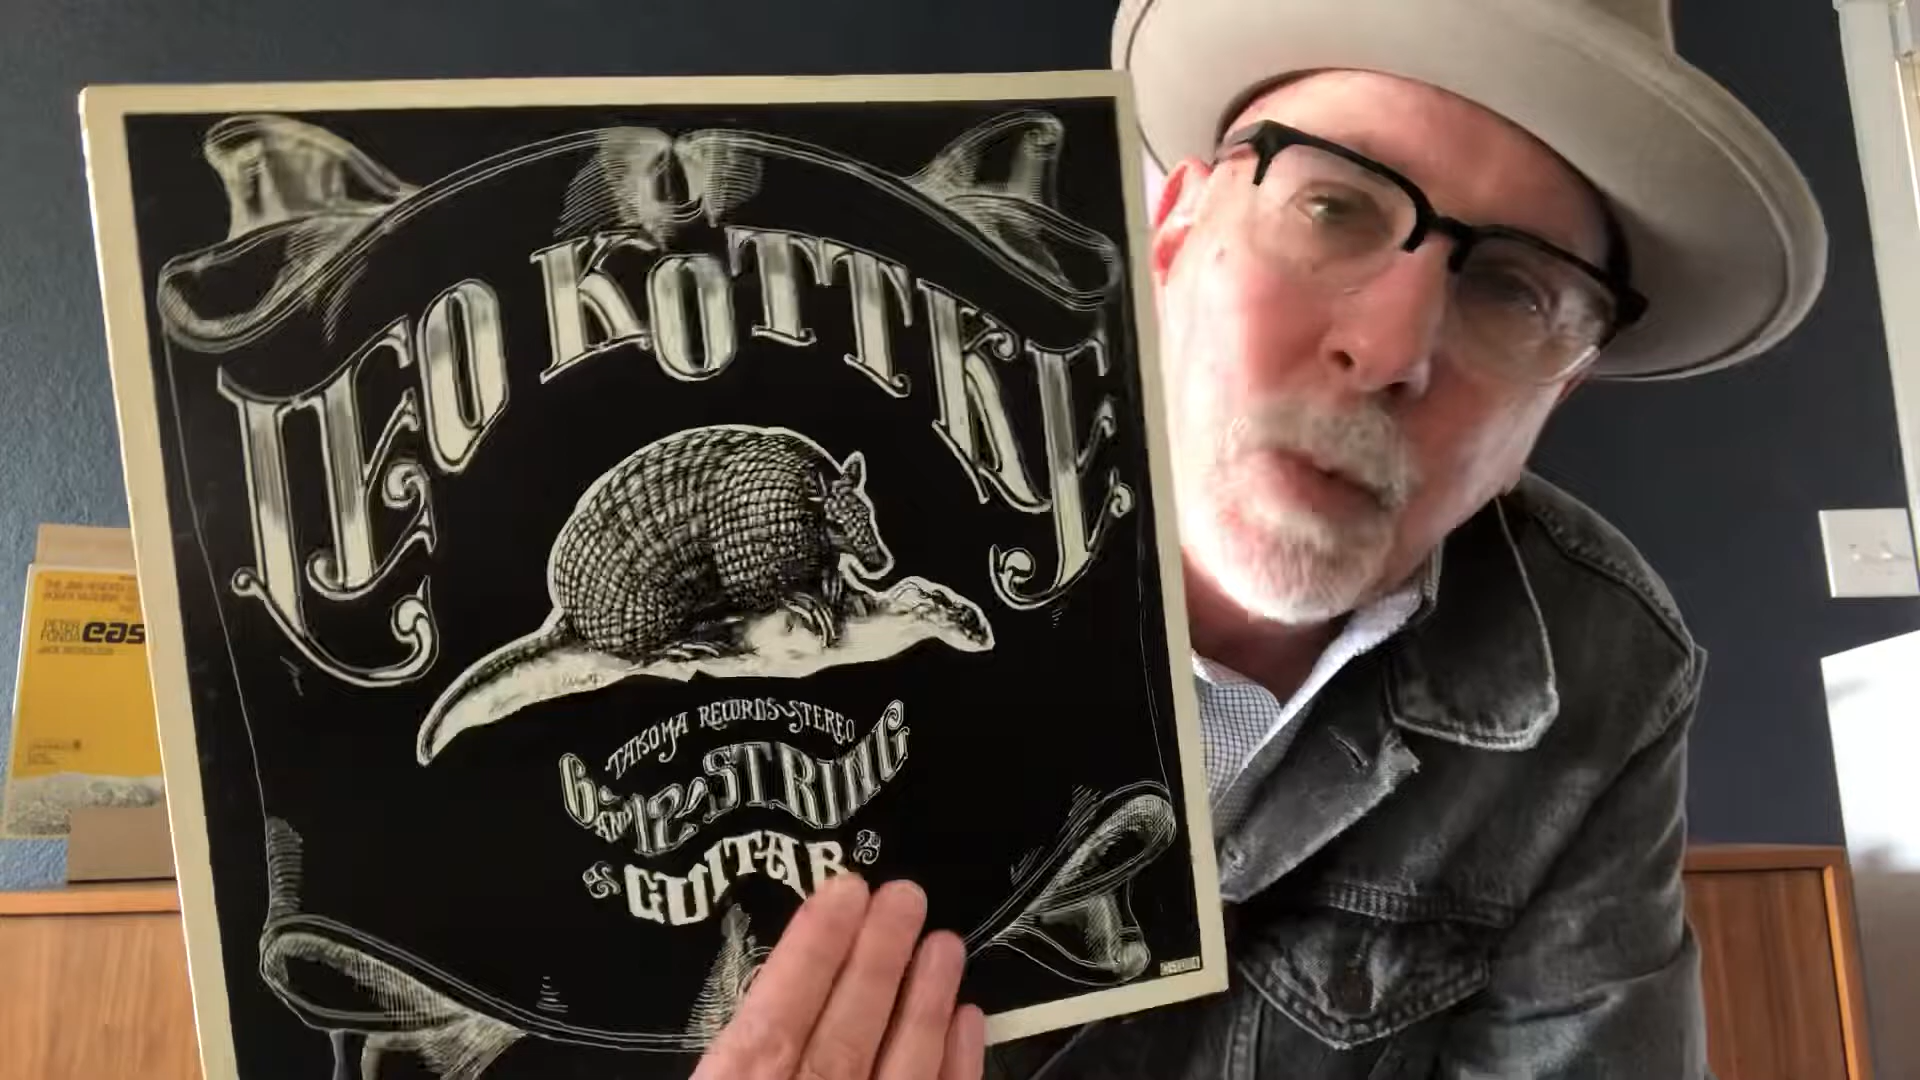 LEO KOTTKE
TAKOMA RECORDS STEREO
6 AND 12 STRING
GUITAR
PETER
FONDA
eas